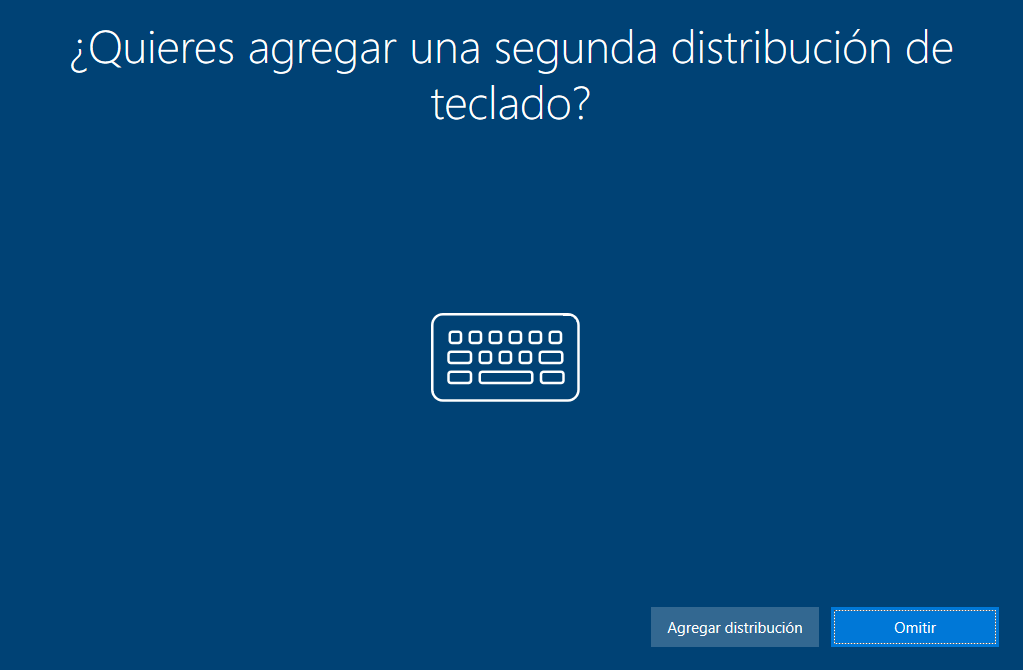 ¿Quieres agregar una segunda distribución de
teclado?
Agregar distribución
Omitir